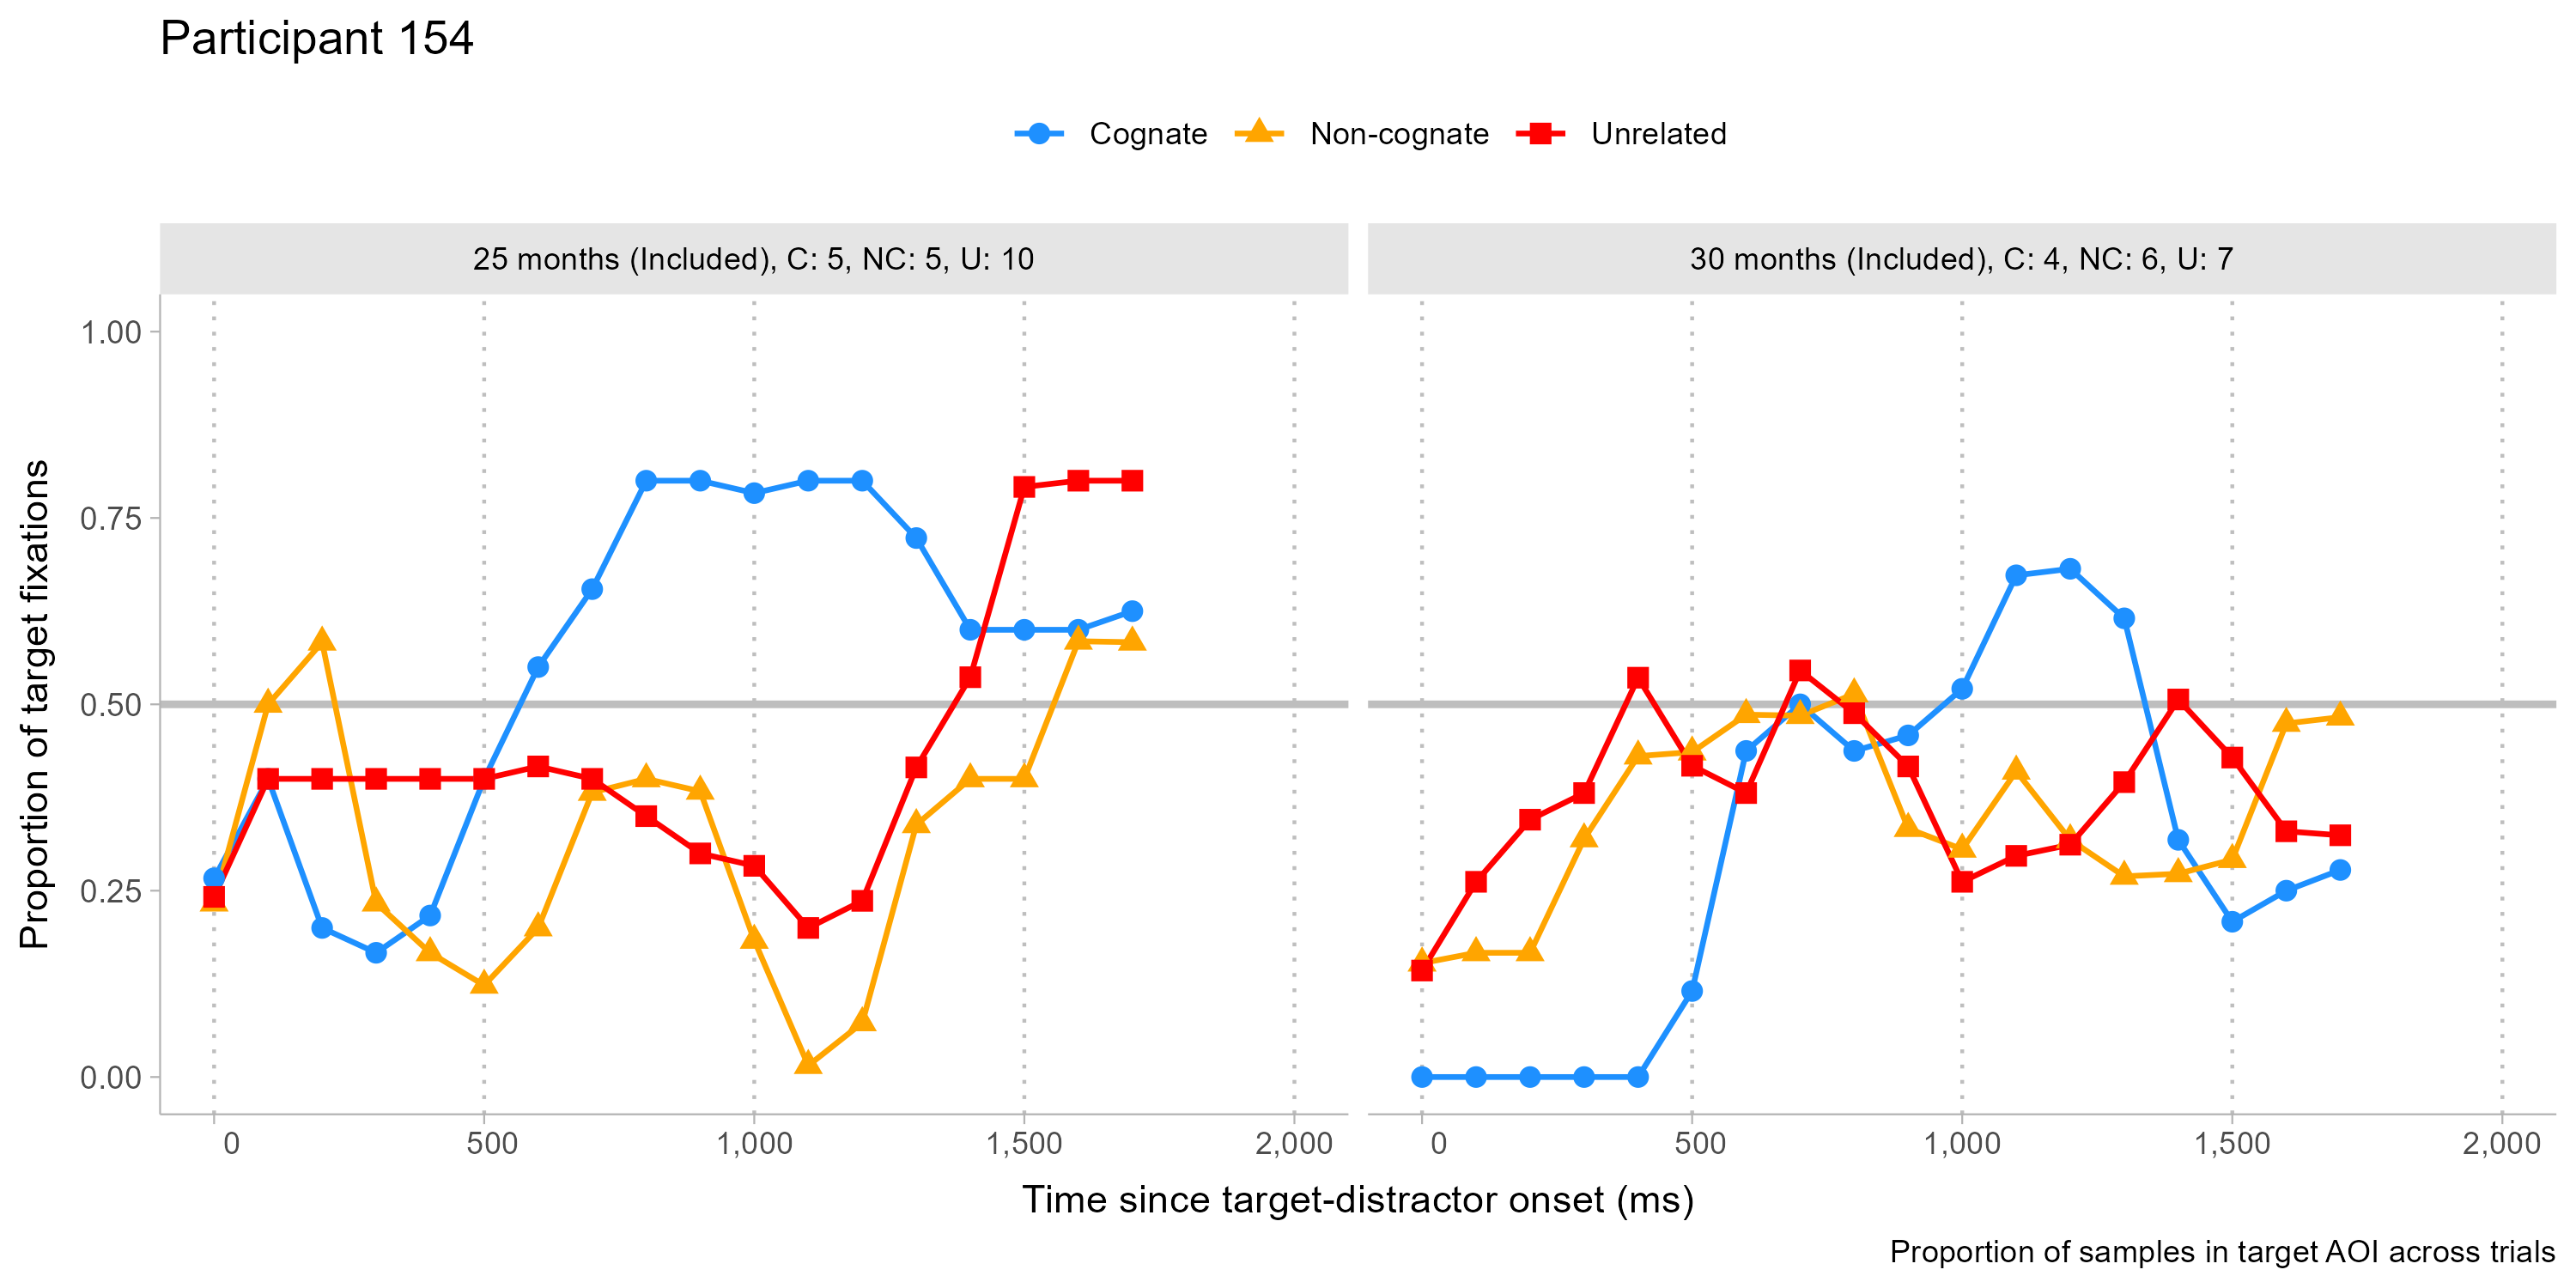 Participant 154
Cognate Non-cognate Unrelated
25 months (Included), C: 5, NC: 5, U: 10
30 months (Included), C: 4, NC: 6, U: 7
Proportion of target fixations
1.00
0.75
0.50
0.25
0.00
0 500 1,000 1,500 2,000
0 500 1,000 1,500 2,000
Time since target-distractor onset (ms)
Proportion of samples in target AOI across trials